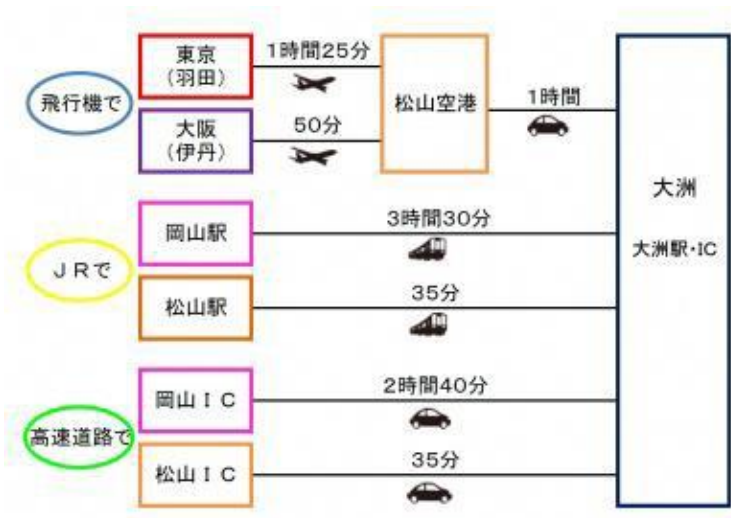 飛行機で
東京
(羽田)
1時間25分
大阪
(伊丹)
50分
松山空港
1時間
JRで
岡山駅
3時間30分
松山駅
35分
高速道路で
岡山IC
2時間40分
松山IC
35分
大洲
大洲駅・IC